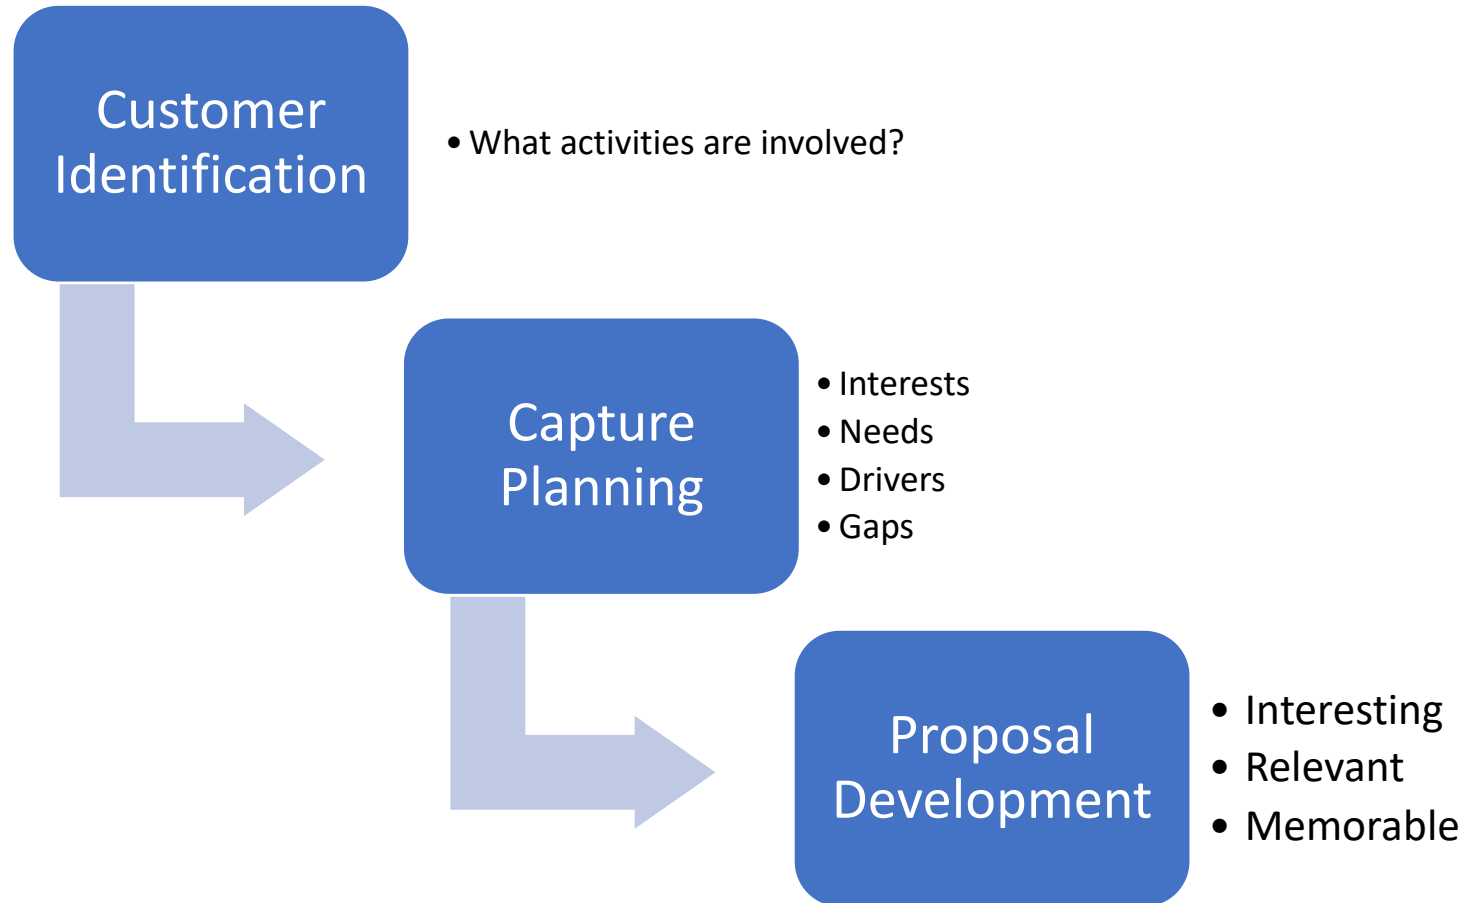 Customer
Identification
• What activities are involved?
Capture
Planning
• Interests
• Needs
• Drivers
• Gaps
Proposal
Development
• Interesting
• Relevant
• Memorable